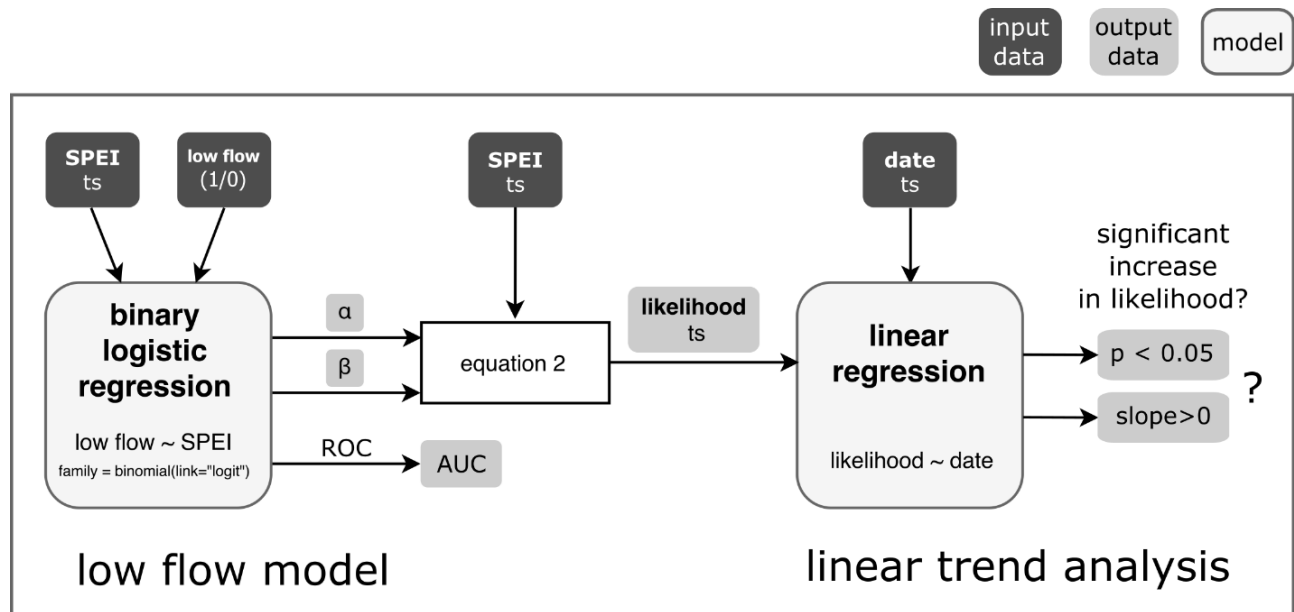 input
data
output
data
model
SPEI
ts
low flow
(1/0)
SPEI
ts
date
ts
binary
logistic
regression
low flow ~ SPEI
family = binomial(link="logit")
α
β
ROC
AUC
equation 2
likelihood
ts
linear
regression
likelihood ~ date
significant
increase
in likelihood?
p < 0.05
slope>0
?
low flow model
linear trend analysis